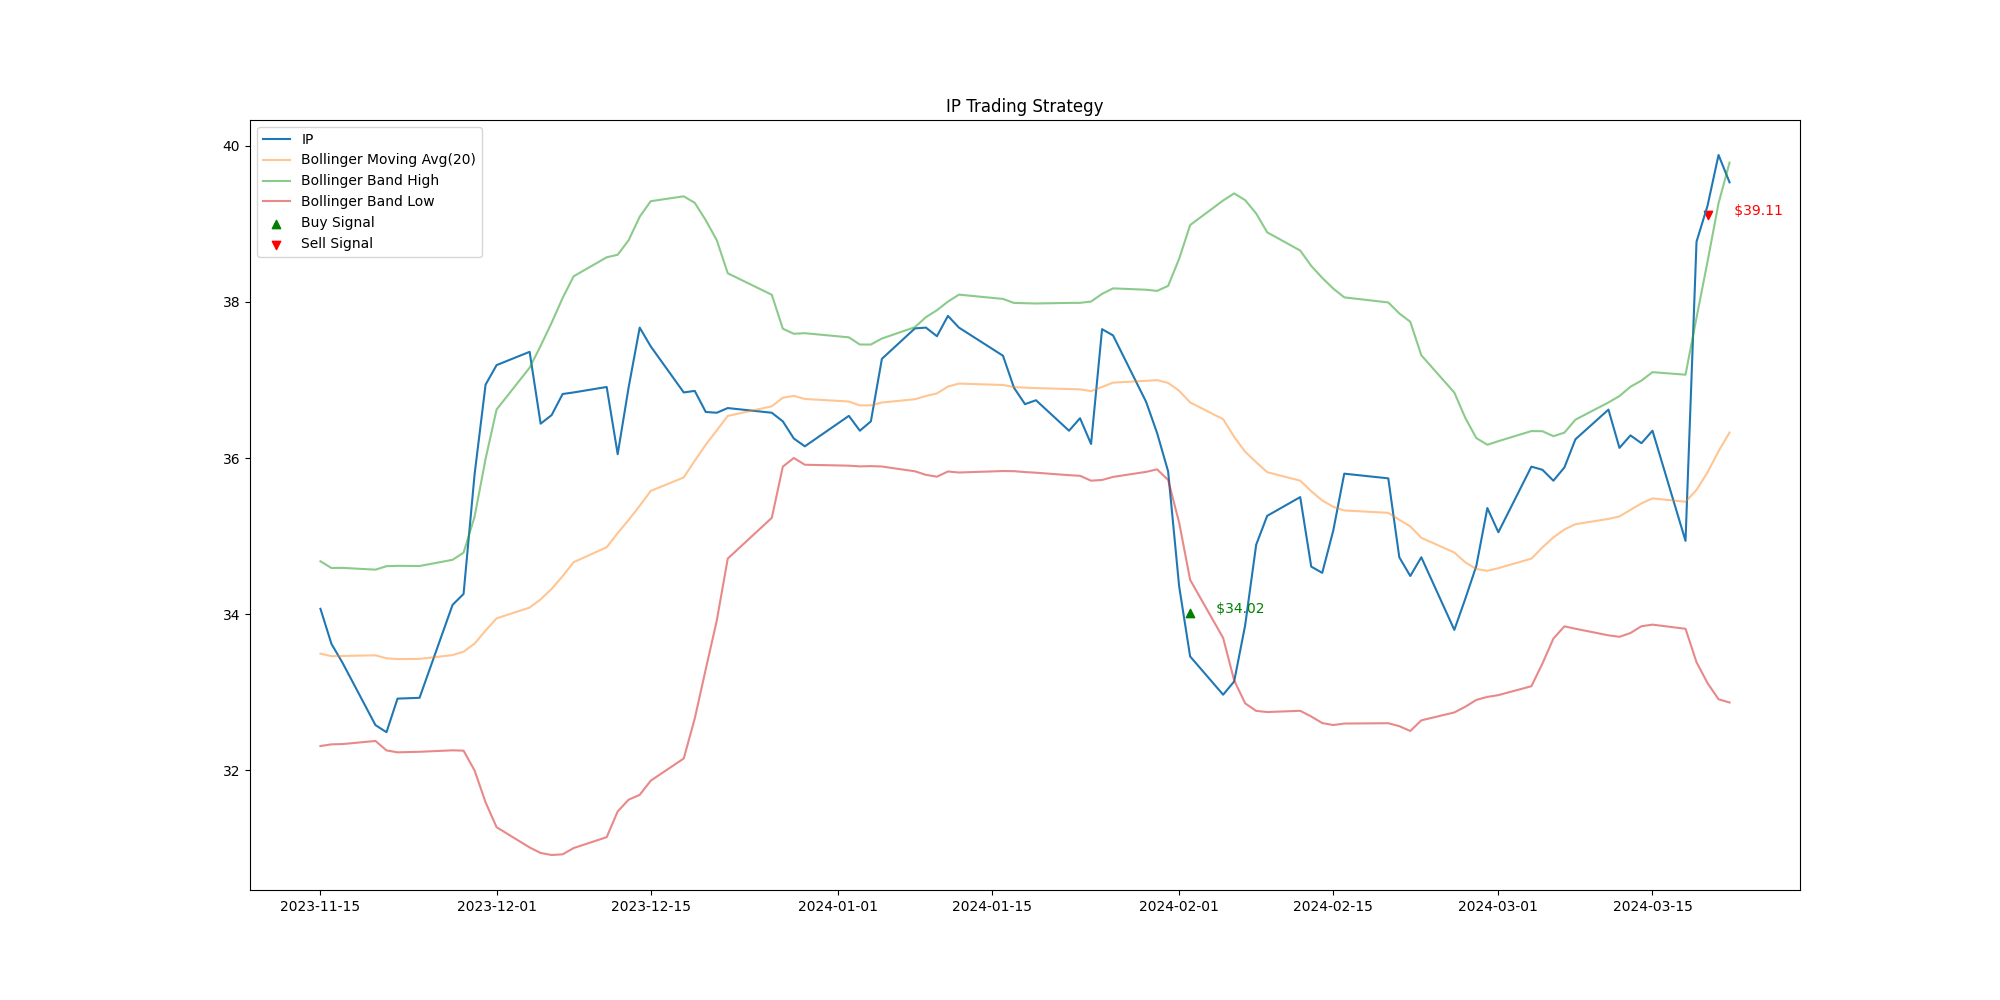 IP Trading Strategy
IP
Bollinger Moving Avg(20)
Bollinger Band High
Bollinger Band Low
Buy Signal
Sell Signal
40
38
36
34
32
$39.11
$34.02
2023-11-15
2023-12-01
2023-12-15
2024-01-01
2024-01-15
2024-02-01
2024-02-15
2024-03-01
2024-03-15